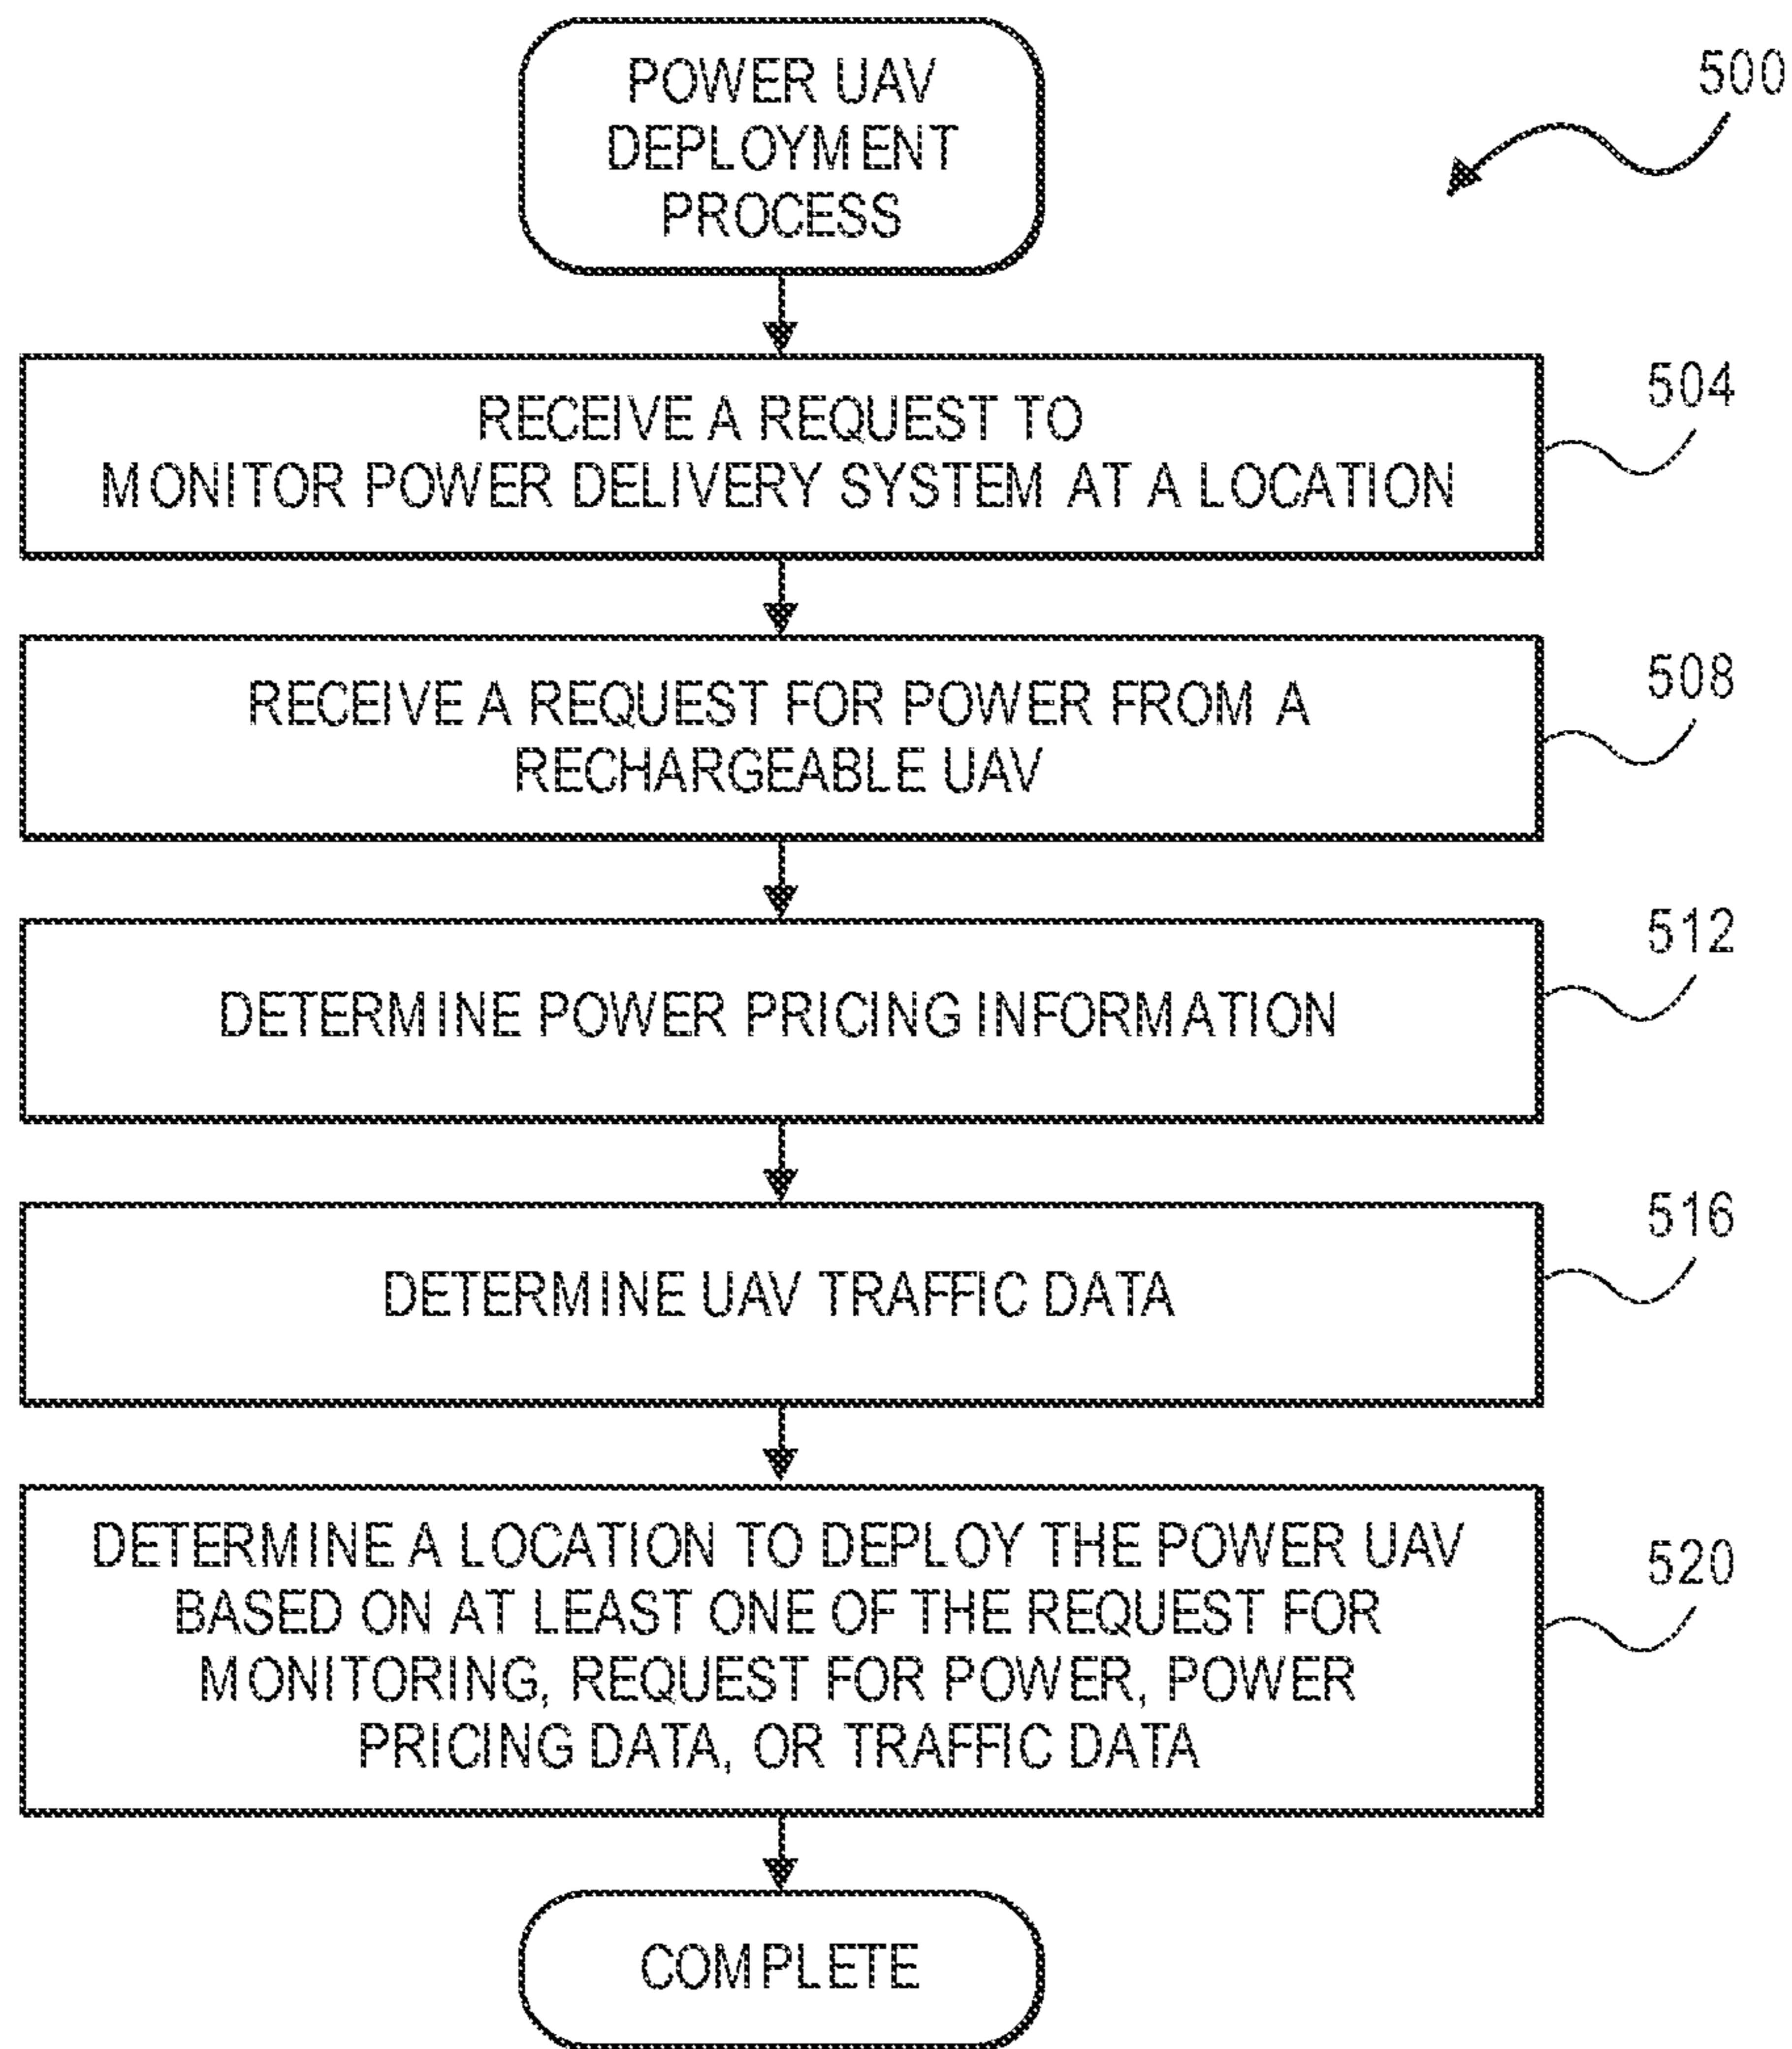 POWER UAV
DEPLOYMENT
PROCESS
500
RECEIVE A REQUEST TO
MONITOR POWER DELIVERY SYSTEM AT A LOCATION
504
RECEIVE A REQUEST FOR POWER FROM A
RECHARGEABLE UAV
508
DETERMINE POWER PRICING INFORMATION
512
DETERMINE UAV TRAFFIC DATA
516
DETERMINE A LOCATION TO DEPLOY THE POWER UAV
BASED ON AT LEAST ONE OF THE REQUEST FOR
MONITORING, REQUEST FOR POWER, POWER
PRICING DATA, OR TRAFFIC DATA
520
COMPLETE